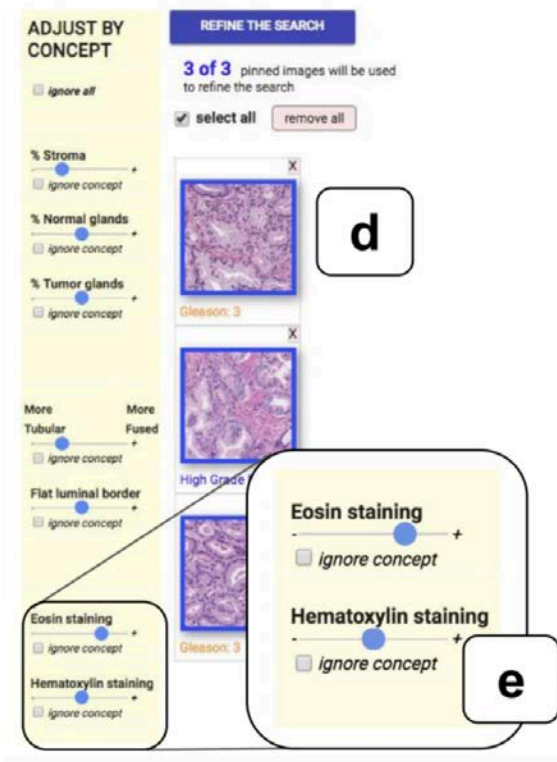 ADJUST BY
CONCEPT
ignore all
% Stroma
- +
ignore concept
% Normal glands
- +
ignore concept
% Tumor glands
- +
ignore concept
More More
Tubular Fused
- +
ignore concept
Flat luminal border
- +
ignore concept
Eosin staining
- +
ignore concept
Hematoxylin staining
- +
ignore concept
REFINE THE SEARCH
3 of 3 pinned images will be used
to refine the search
select all remove all
X
Gleason: 3
X
High Grade
Gleason: 3
d
Eosin staining
- +
ignore concept
Hematoxylin staining
- +
ignore concept
e